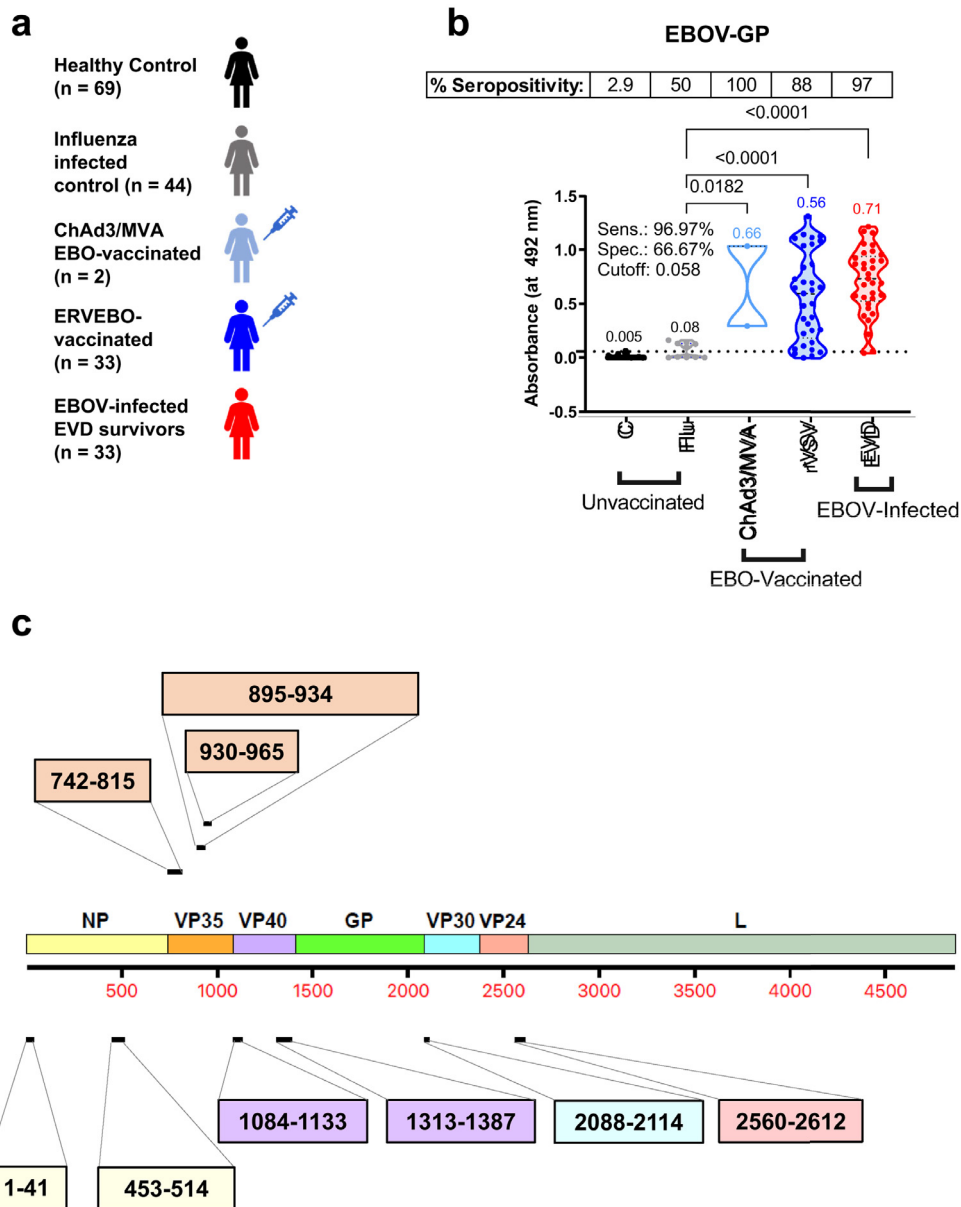 a
Healthy Control
(n = 69)
Influenza
infected
control (n = 44)
ChAd3/MVA
EBO-vaccinated
(n = 2)
ERVEBO-
vaccinated
(n = 33)
EBOV-infected
EVD survivors
(n = 33)
b
EBOV-GP
% Seropositivity: 2.9 50 100 88 97
<0.0001
<0.0001
0.0182
Absorbance (at 492 nm)
1.5
1.0
0.5
0.0
-0.5
Sens.: 96.97%
Spec.: 66.67%
Cutoff: 0.058
0.005
0.08
0.66
0.56
0.71
C
Flu
ChAd3/MVA
rVSV
EVD
Unvaccinated
EBO-Vaccinated
EBOV-Infected
c
895-934
930-965
742-815
NP VP35 VP40 GP VP30 VP24 L
500 1000 1500 2000 2500 3000 3500 4000 4500
1084-1133 1313-1387 2088-2114 2560-2612
1-41 453-514